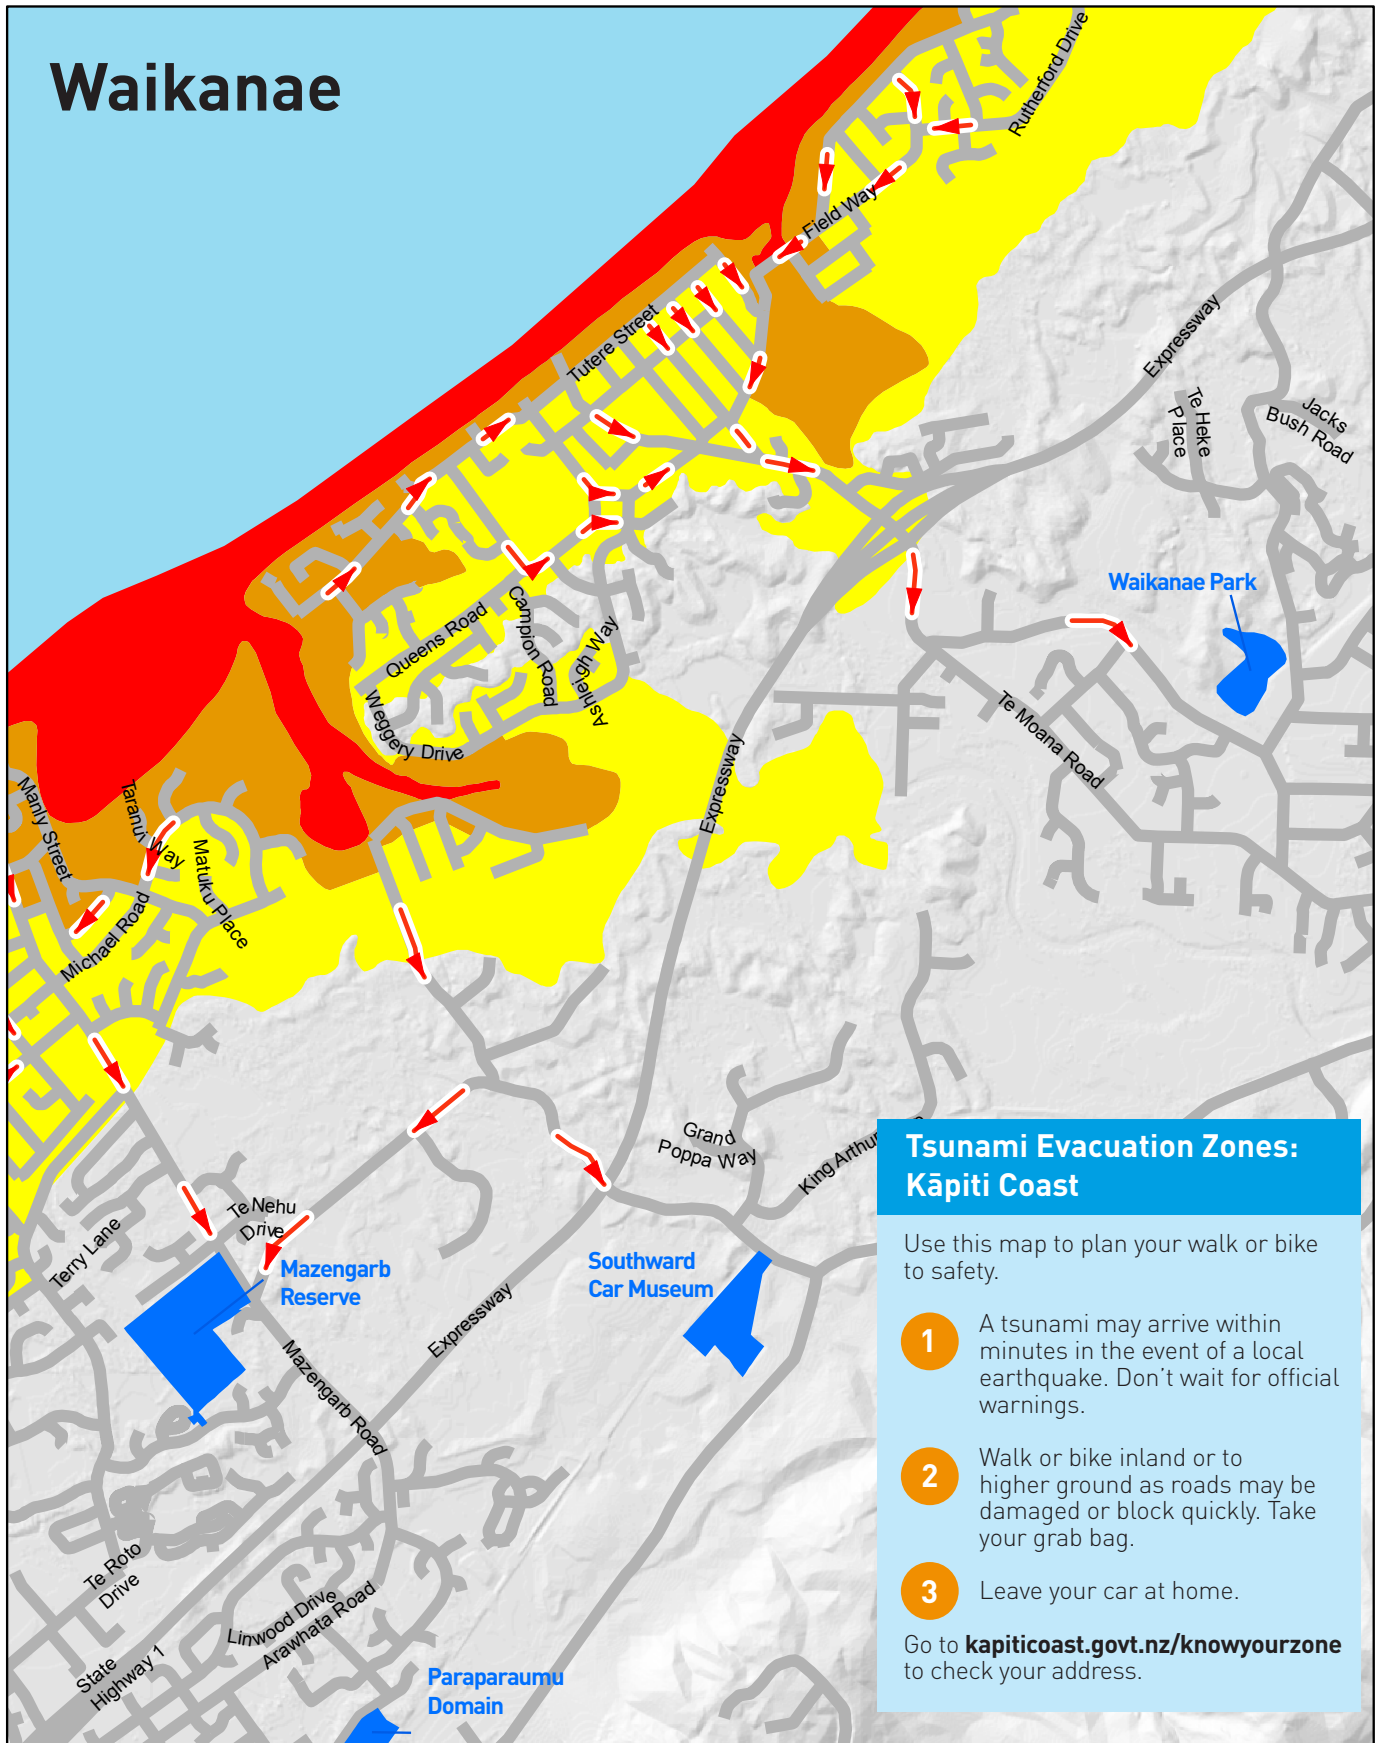 Waikanae
Rutherford Drive
Field Way
Tutere Street
Expressway
Te Heke
Place
Jacks
Bush Road
Waikanae Park
Queens Road
Campion Road
Ashleigh Way
Weggery Drive
Te Moana Road
Expressway
Manly Street
Taranui Way
Matuku Place
Michael Road
Grand
Poppa Way
King Arthur
Te Nehu
Drive
Terry Lane
Mazengarb
Reserve
Southward
Car Museum
Expressway
Mazengarb Road
Te Roto
Drive
Linwood Drive
Arawhata Road
State
Highway 1
Paraparaumu
Domain
Tsunami Evacuation Zones:
Kāpiti Coast
Use this map to plan your walk or bike
to safety.
1
A tsunami may arrive within
minutes in the event of a local
earthquake. Don't wait for official
warnings.
2
Walk or bike inland or to
higher ground as roads may be
damaged or block quickly. Take
your grab bag.
3
Leave your car at home.
Go to kapiticoast.govt.nz/knowyourzone
to check your address.